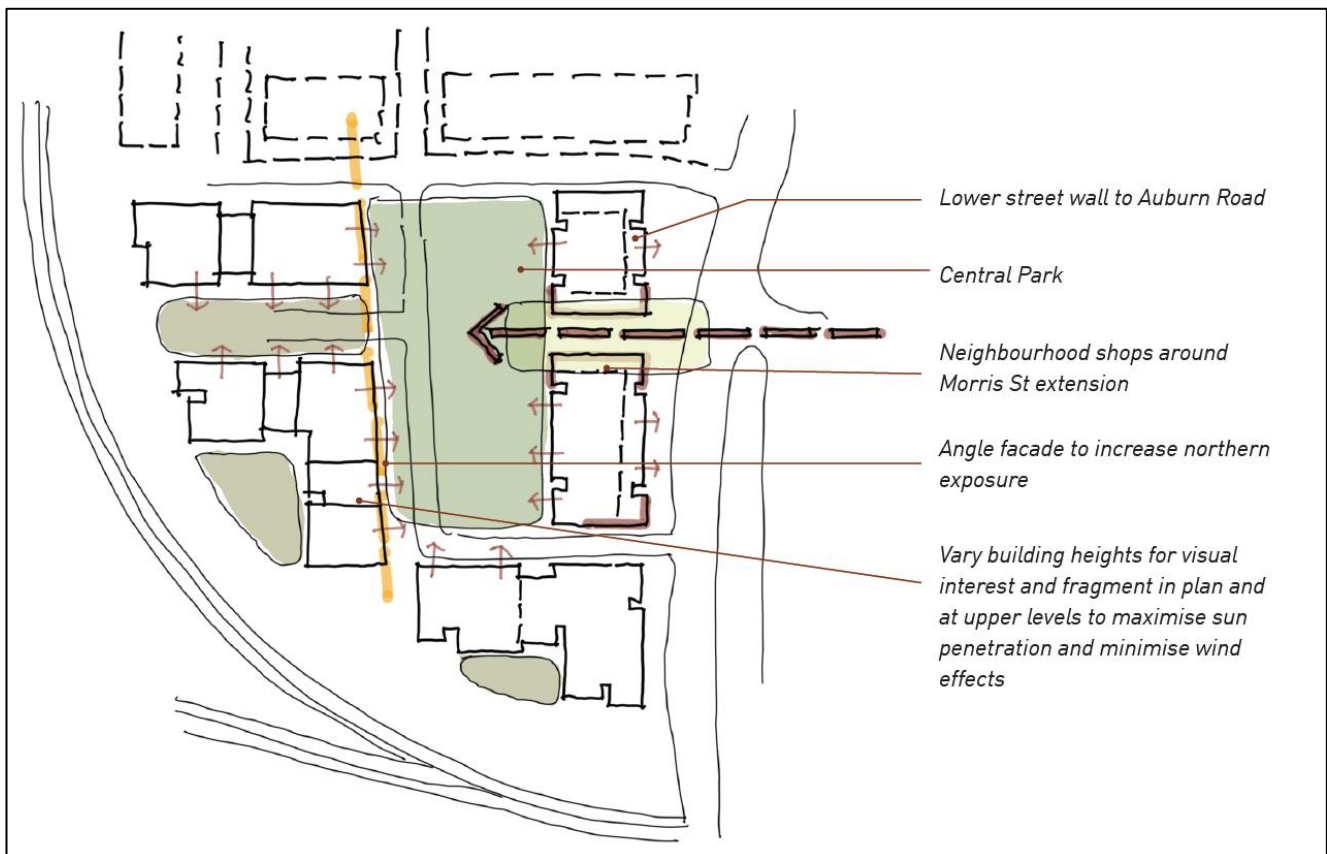 Lower street wall to Auburn Road
Central Park
Neighbourhood shops around
Morris St extension
Angle facade to increase northern
exposure
Vary building heights for visual
interest and fragment in plan and
at upper levels to maximise sun
penetration and minimise wind
effects